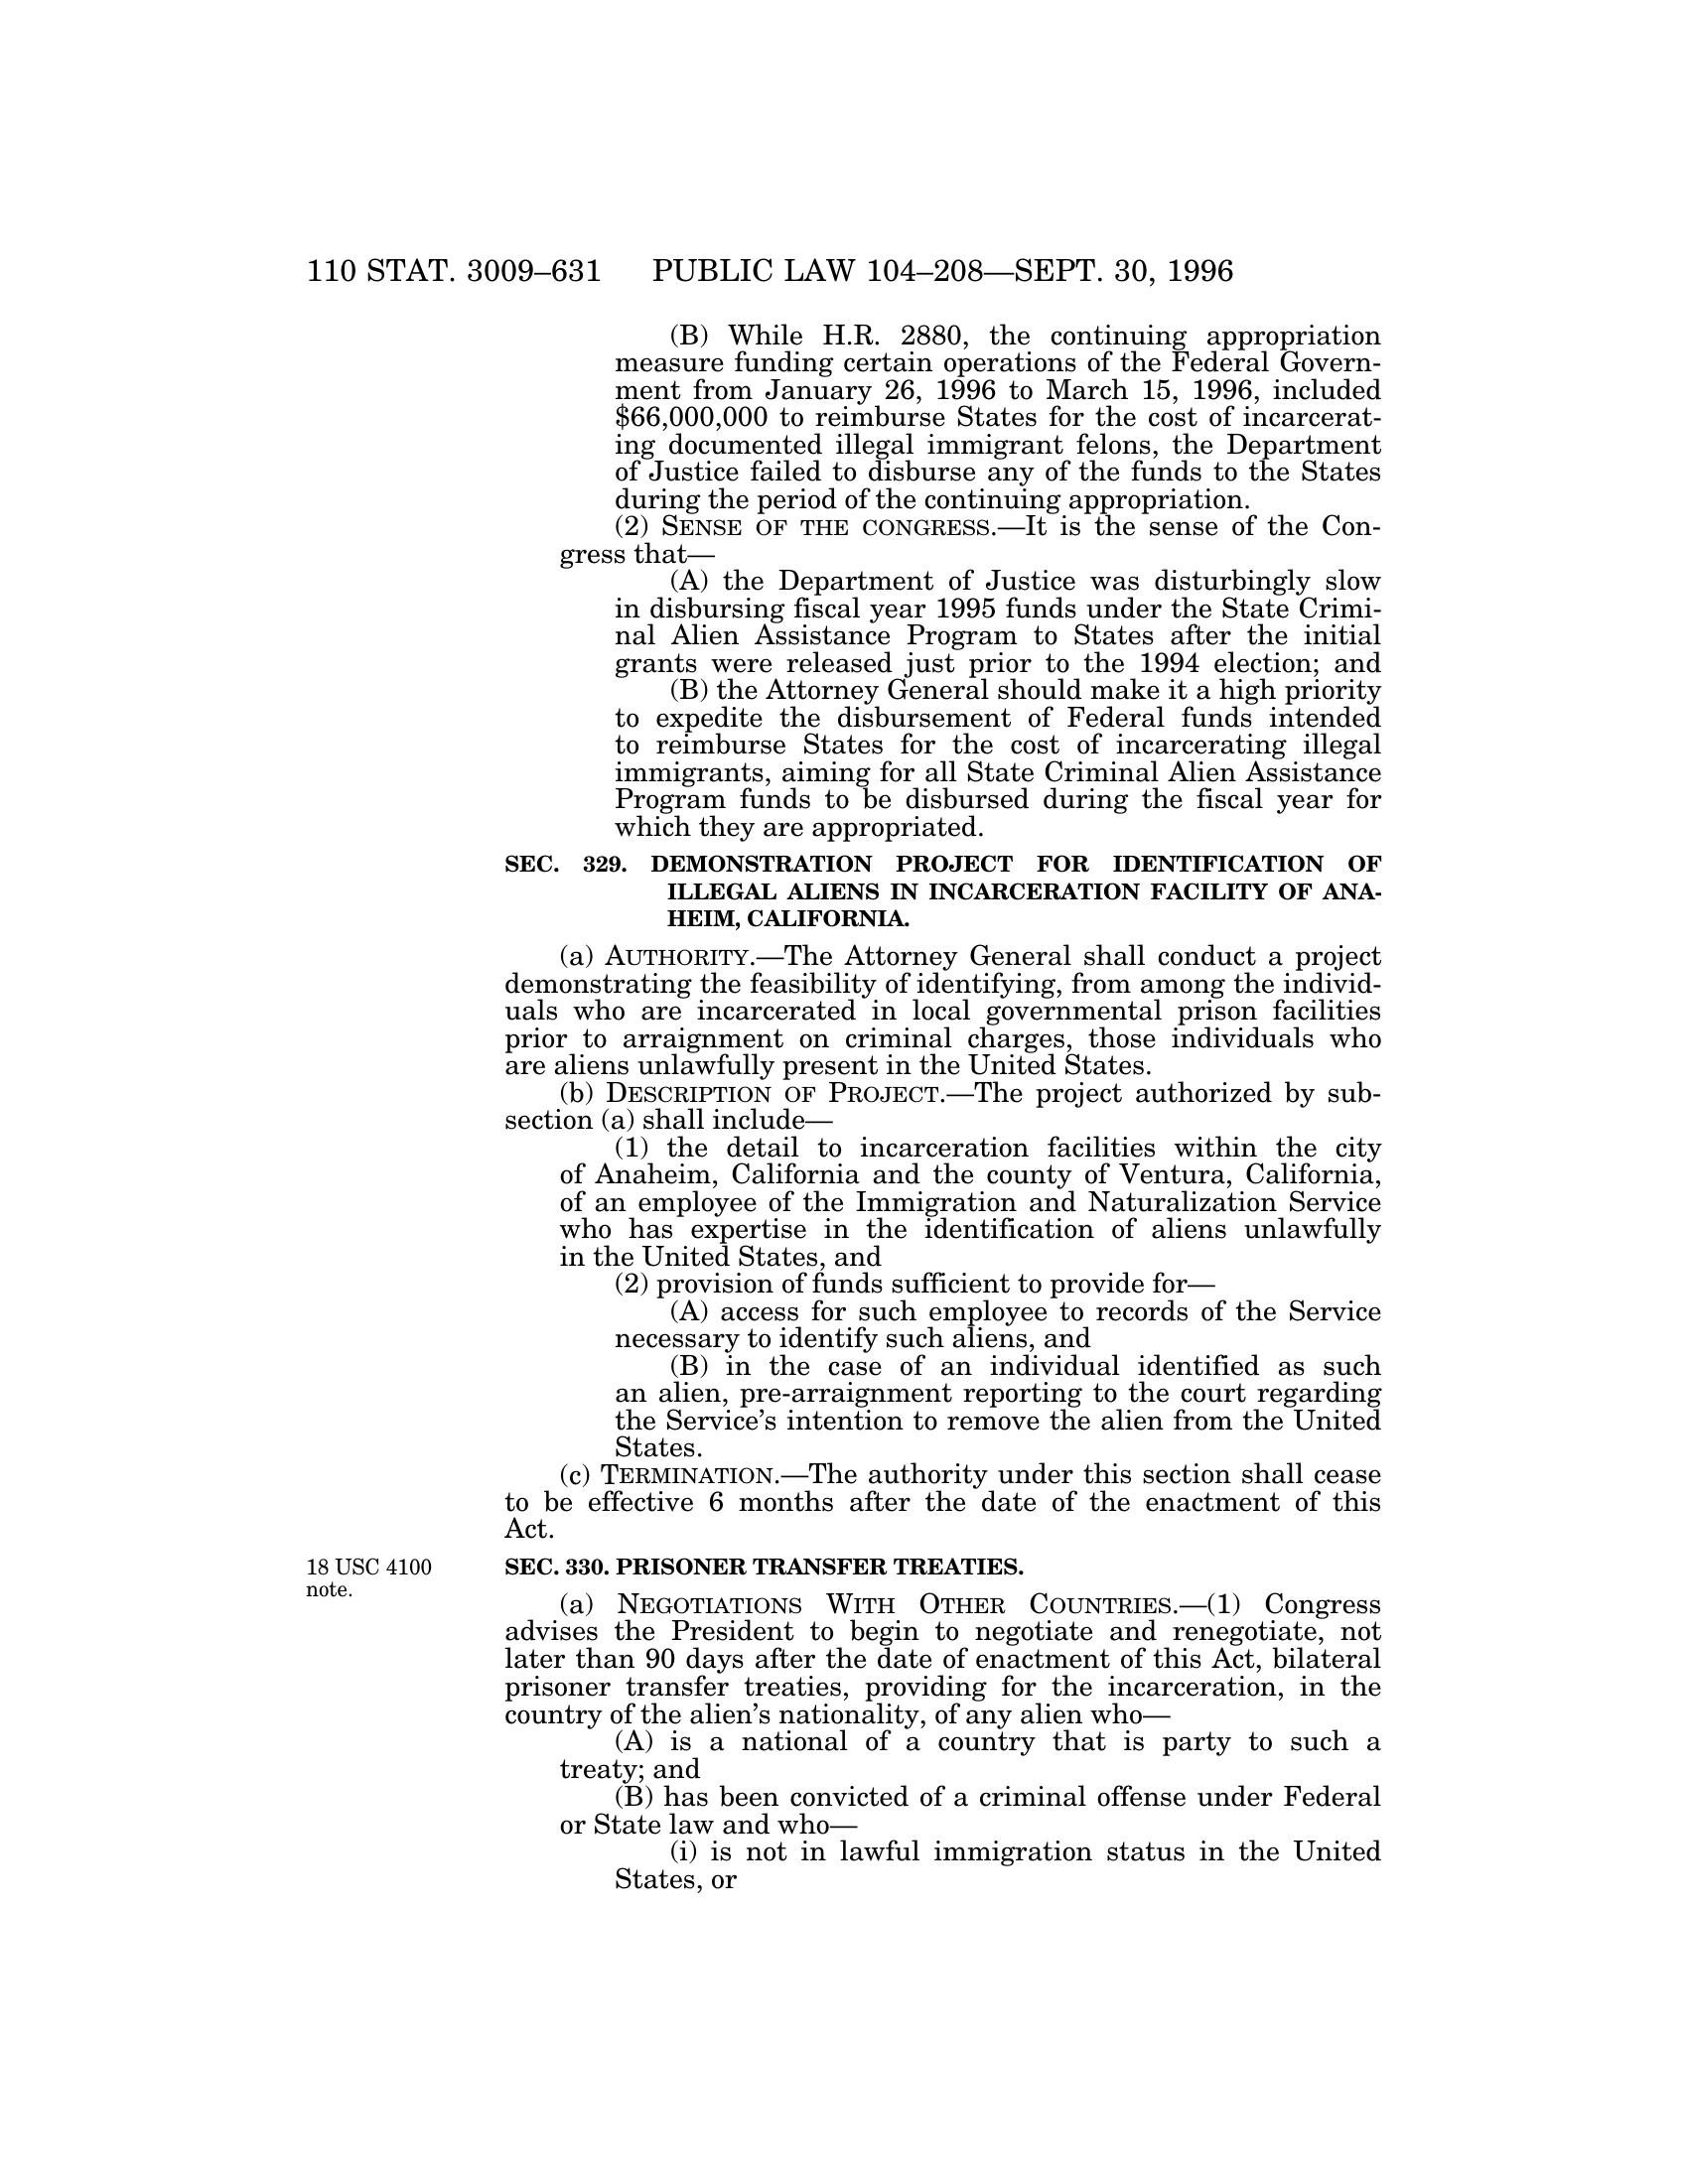 110 STAT. 3009–631 PUBLIC LAW 104–208—SEPT. 30, 1996
(B) While H.R. 2880, the continuing appropriation
measure funding certain operations of the Federal Govern-
ment from January 26, 1996 to March 15, 1996, included
$66,000,000 to reimburse States for the cost of incarcerat-
ing documented illegal immigrant felons, the Department
of Justice failed to disburse any of the funds to the States
during the period of the continuing appropriation.
(2) SENSE OF THE CONGRESS.—It is the sense of the Con-
gress that—
(A) the Department of Justice was disturbingly slow
in disbursing fiscal year 1995 funds under the State Crimi-
nal Alien Assistance Program to States after the initial
grants were released just prior to the 1994 election; and
(B) the Attorney General should make it a high priority
to expedite the disbursement of Federal funds intended
to reimburse States for the cost of incarcerating illegal
immigrants, aiming for all State Criminal Alien Assistance
Program funds to be disbursed during the fiscal year for
which they are appropriated.
SEC. 329. DEMONSTRATION PROJECT FOR IDENTIFICATION OF
ILLEGAL ALIENS IN INCARCERATION FACILITY OF ANA-
HEIM, CALIFORNIA.
(a) AUTHORITY.—The Attorney General shall conduct a project
demonstrating the feasibility of identifying, from among the individ-
uals who are incarcerated in local governmental prison facilities
prior to arraignment on criminal charges, those individuals who
are aliens unlawfully present in the United States.
(b) DESCRIPTION OF PROJECT.—The project authorized by sub-
section (a) shall include—
(1) the detail to incarceration facilities within the city
of Anaheim, California and the county of Ventura, California,
of an employee of the Immigration and Naturalization Service
who has expertise in the identification of aliens unlawfully
in the United States, and
(2) provision of funds sufficient to provide for—
(A) access for such employee to records of the Service
necessary to identify such aliens, and
(B) in the case of an individual identified as such
an alien, pre-arraignment reporting to the court regarding
the Service's intention to remove the alien from the United
States.
(c) TERMINATION.—The authority under this section shall cease
to be effective 6 months after the date of the enactment of this
Act.
18 USC 4100
note.
SEC. 330. PRISONER TRANSFER TREATIES.
(a) NEGOTIATIONS WITH OTHER COUNTRIES.—(1) Congress
advises the President to begin to negotiate and renegotiate, not
later than 90 days after the date of enactment of this Act, bilateral
prisoner transfer treaties, providing for the incarceration, in the
country of the alien's nationality, of any alien who—
(A) is a national of a country that is party to such a
treaty; and
(B) has been convicted of a criminal offense under Federal
or State law and who—
(i) is not in lawful immigration status in the United
States, or